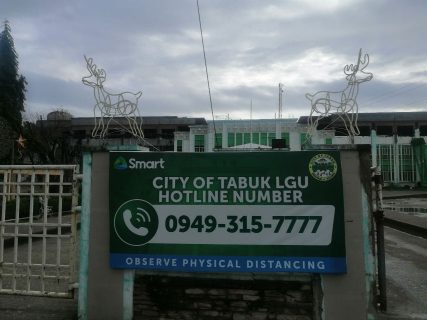 Smart
CITY OF TABUK LGU
HOTLINE NUMBER
0949-315-7777
OBSERVE PHYSICAL DISTANCING